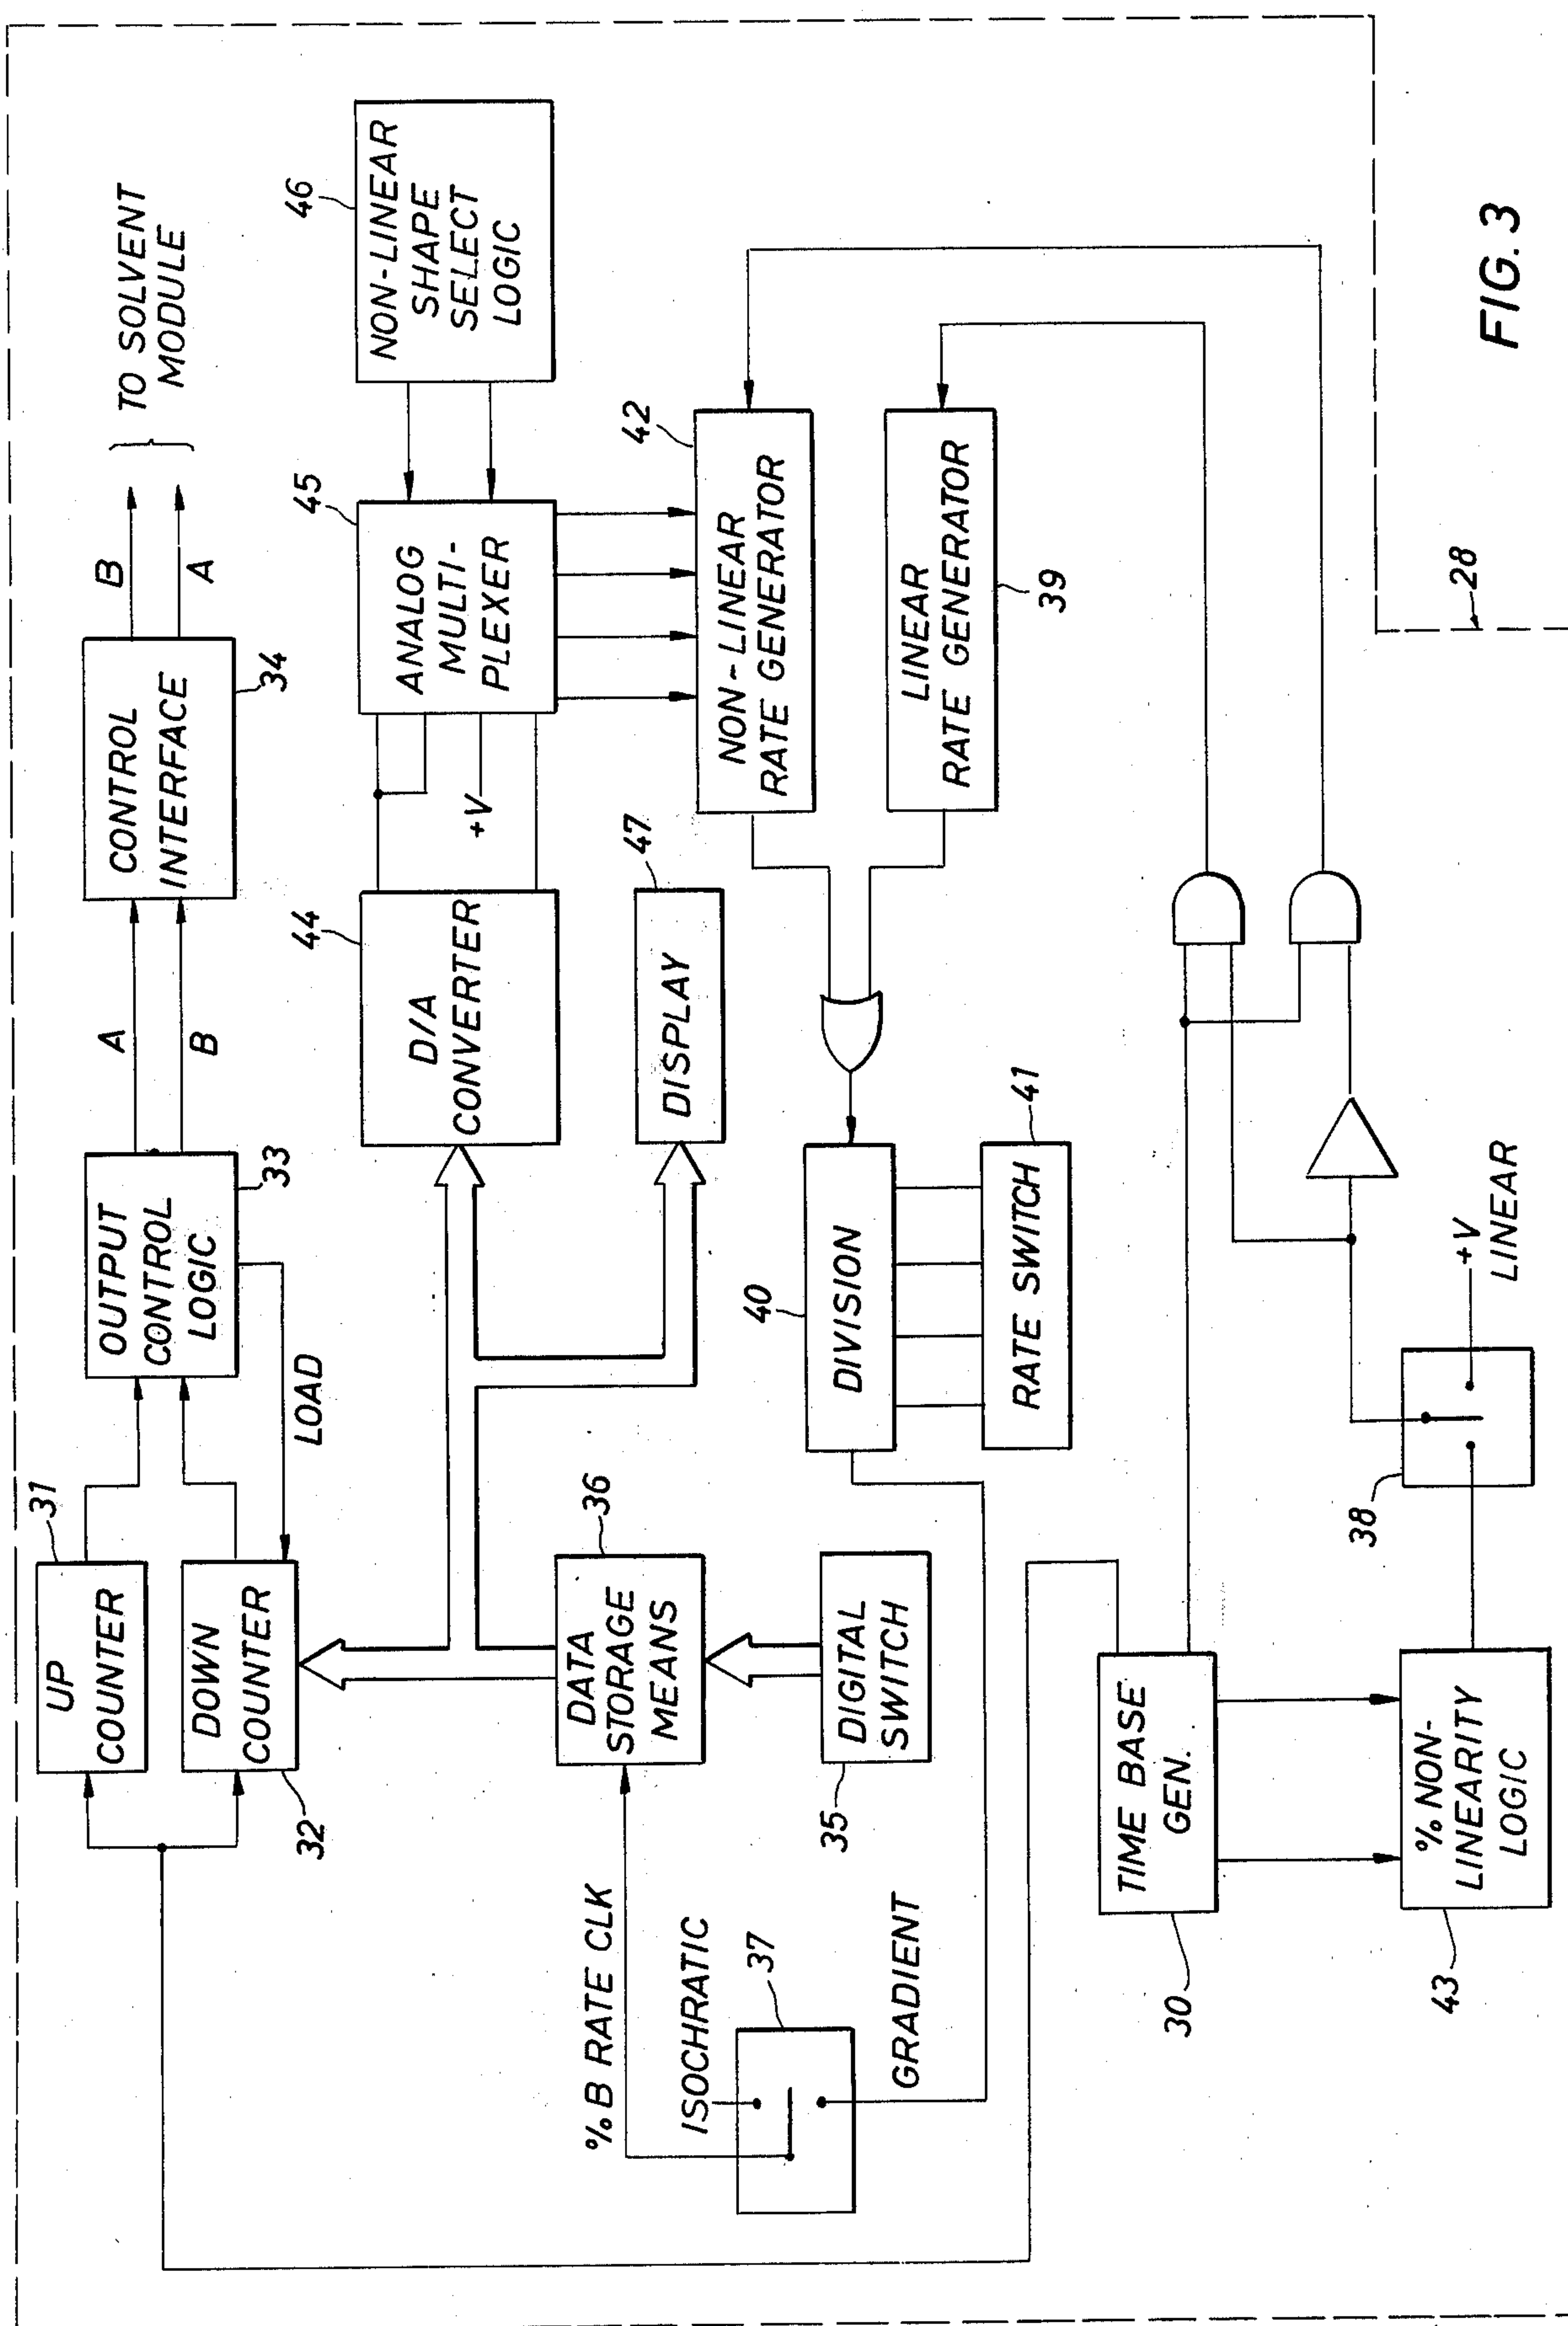 UP
COUNTER
31
DOWN
COUNTER
32
OUTPUT
CONTROL
LOGIC
33
LOAD
A
B
CONTROL
INTERFACE
34
B
A
TO SOLVENT
MODULE
D/A
CONVERTER
44
+V
ANALOG
MULTI-
PLEXER
45
NON-LINEAR
SHAPE
SELECT
LOGIC
46
DATA
STORAGE
MEANS
36
DISPLAY
47
%B RATE CLK
ISOCHRATIC
37
GRADIENT
DIGITAL
SWITCH
35
DIVISION
40
RATE SWITCH
41
NON-LINEAR
RATE GENERATOR
42
LINEAR
RATE GENERATOR
39
TIME BASE
GEN.
30
% NON-
LINEARITY
LOGIC
43
38
+V
LINEAR
28
FIG. 3